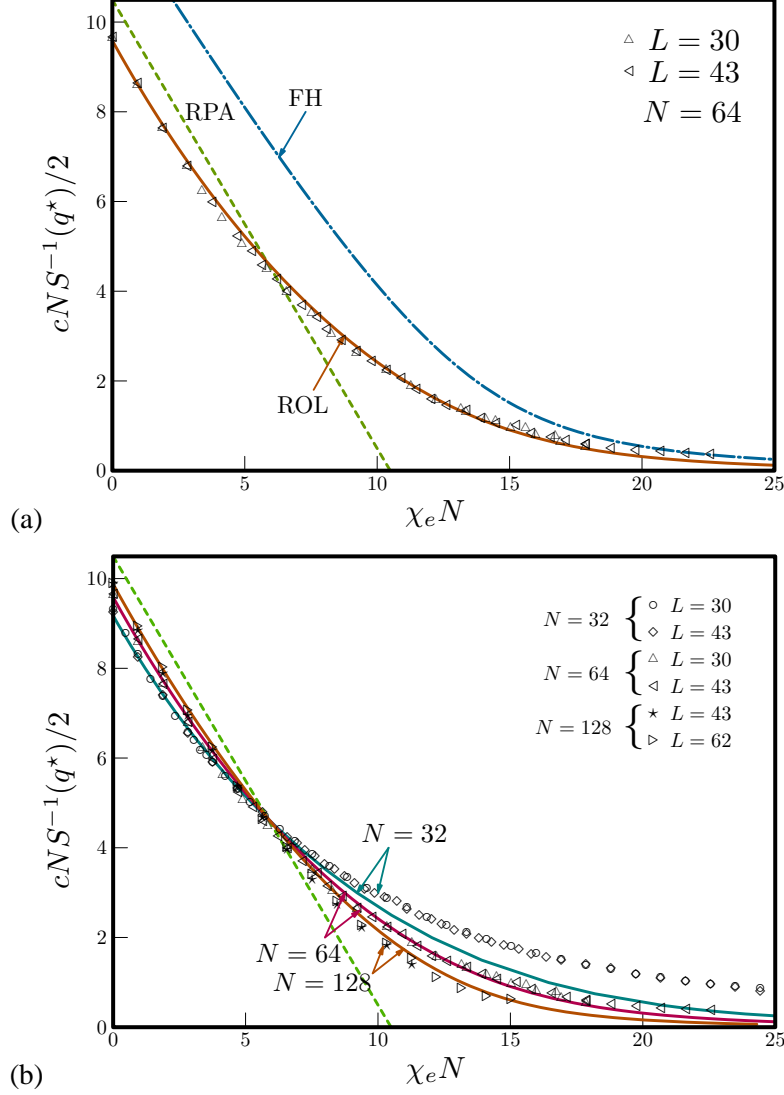 10
8
6
4
2
0
cNS⁻¹(q⋆)/2
RPA
FH
ROL
△ L = 30
◁ L = 43
N = 64
0 5 10 15 20 25
χₑN
(a)
10
8
6
4
2
0
cNS⁻¹(q⋆)/2
N = 32 { ○ L = 30
◇ L = 43
N = 64 { △ L = 30
◁ L = 43
N = 128 { ★ L = 43
▷ L = 62
N = 32
N = 64
N = 128
0 5 10 15 20 25
χₑN
(b)